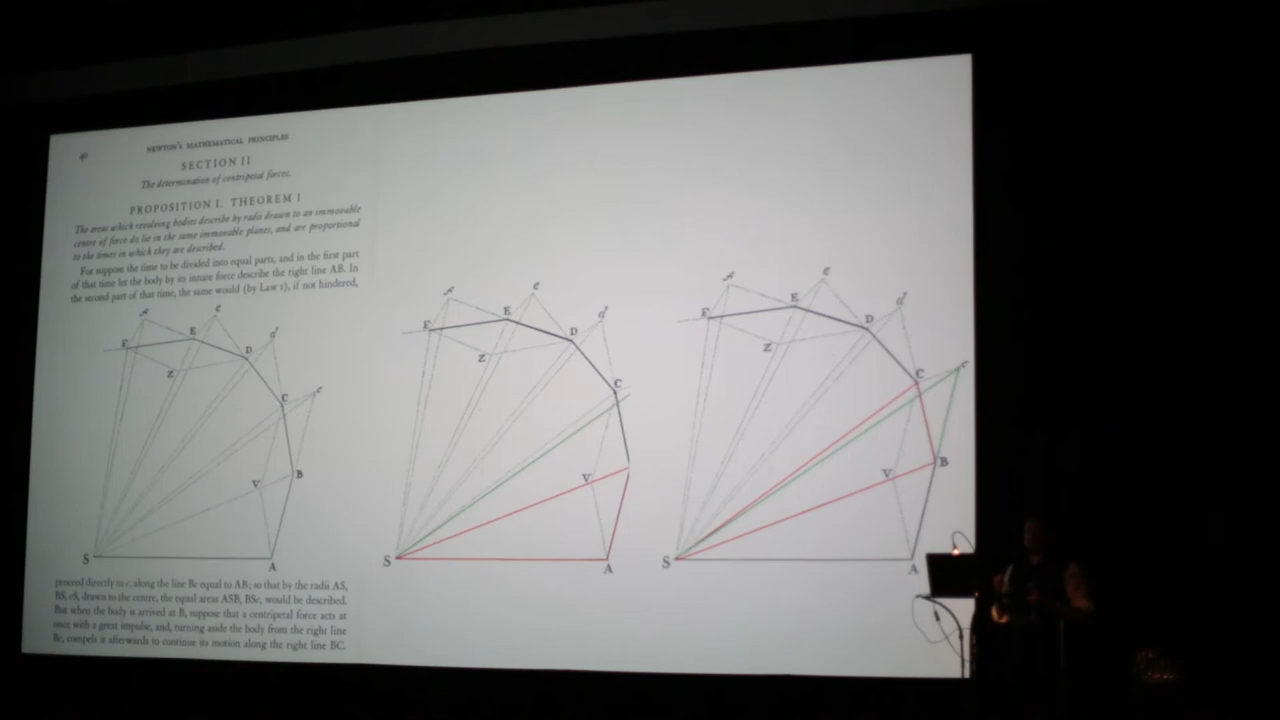 40
NEWTON'S MATHEMATICAL PRINCIPLES
SECTION II
The determination of centripetal forces.
PROPOSITION I. THEOREM I
The areas which revolving bodies describe by radii drawn to an immovable
centre of force do lie in the same immovable planes, and are proportional
to the times in which they are described.
For suppose the time to be divided into equal parts, and in the first part
of that time let the body by its innate force describe the right line AB. In
the second part of that time, the same would (by Law 1), if not hindered,
f
e
E
d
F
D
Z
C
c
V
B
S
A
proceed directly to c, along the line Bc equal to AB; so that by the radii AS,
BS, cS, drawn to the centre, the equal areas ASB, BSc, would be described.
But when the body is arrived at B, suppose that a centripetal force acts at
once with a great impulse, and, turning aside the body from the right line
Bc, compels it afterwards to continue its motion along the right line BC.
f
e
E
d
F
D
Z
C
V
S
A
f
e
E
d
F
D
Z
C
c
V
B
S
A